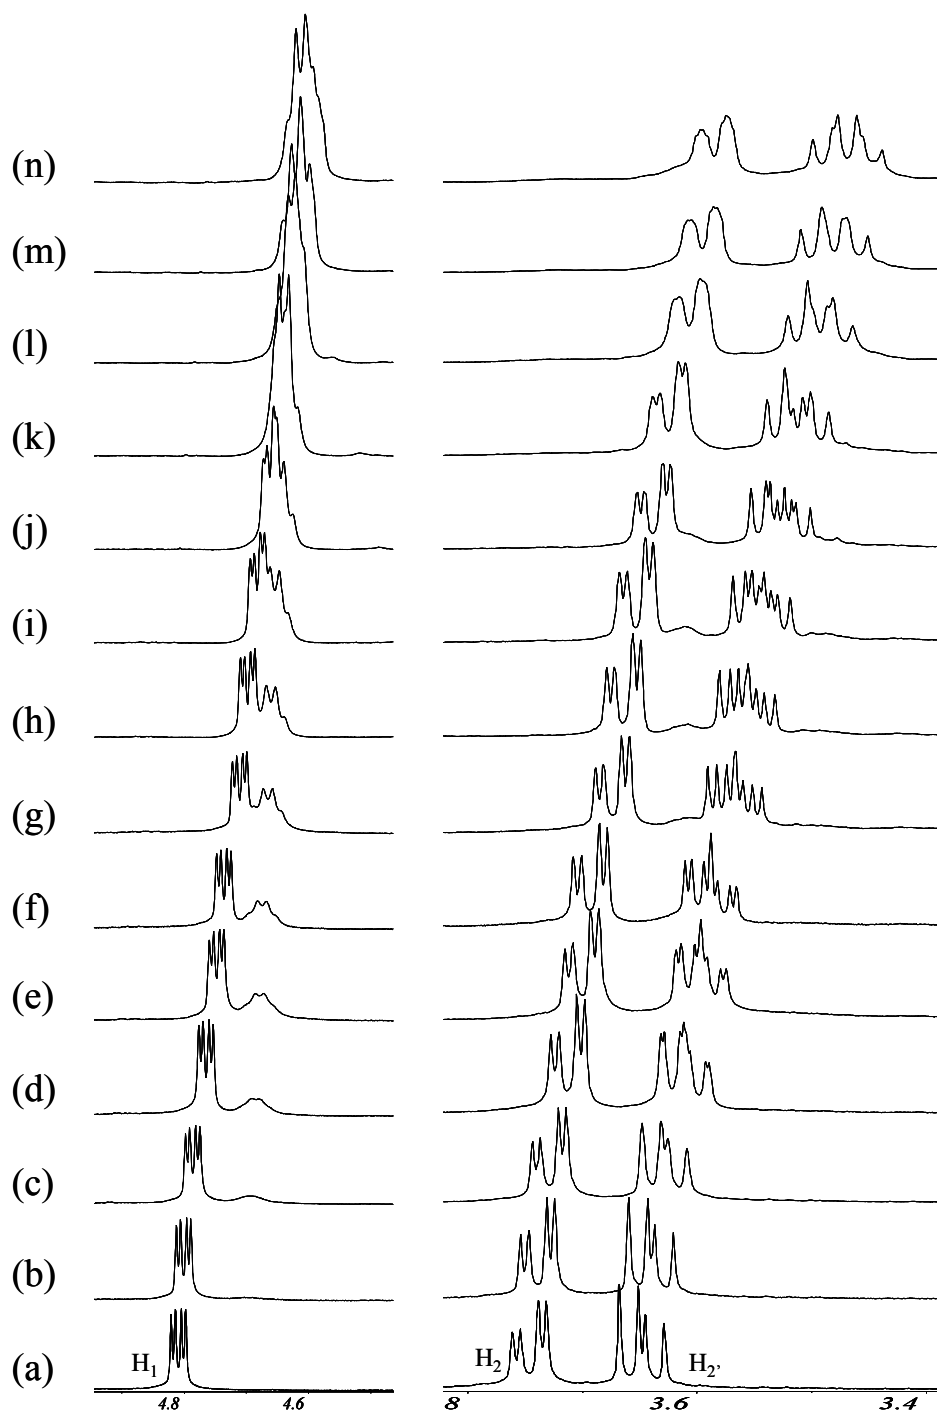 (n)
(m)
(l)
(k)
(j)
(i)
(h)
(g)
(f)
(e)
(d)
(c)
(b)
(a) H1 H2 H2'
4.8 4.6 8 3.6 3.4